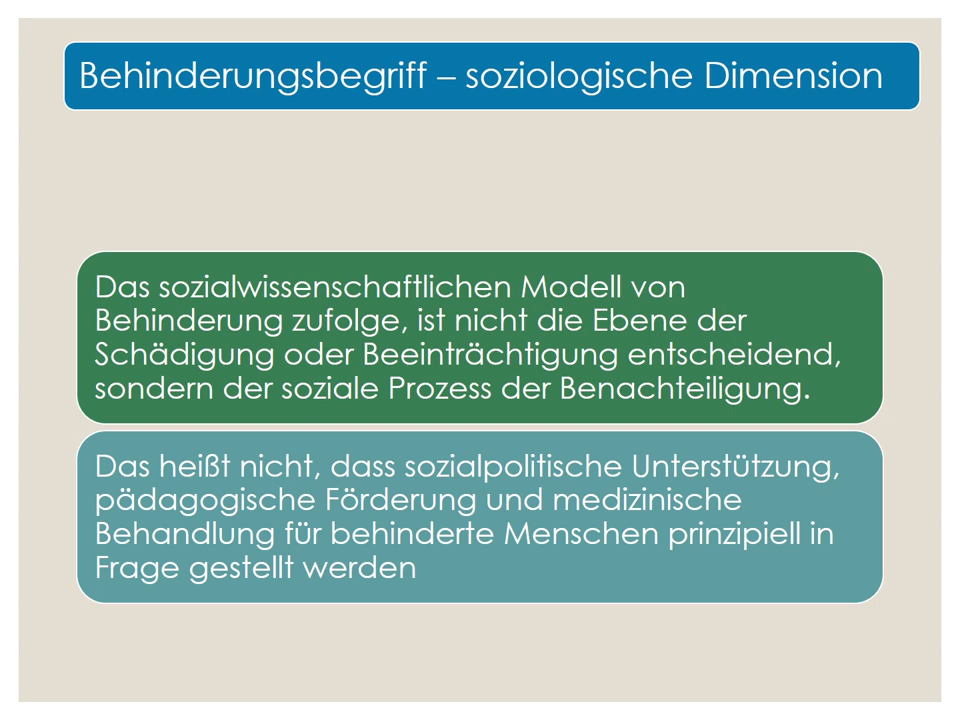 Behinderungsbegriff – soziologische Dimension
Das sozialwissenschaftlichen Modell von
Behinderung zufolge, ist nicht die Ebene der
Schädigung oder Beeinträchtigung entscheidend,
sondern der soziale Prozess der Benachteiligung.
Das heißt nicht, dass sozialpolitische Unterstützung,
pädagogische Förderung und medizinische
Behandlung für behinderte Menschen prinzipiell in
Frage gestellt werden